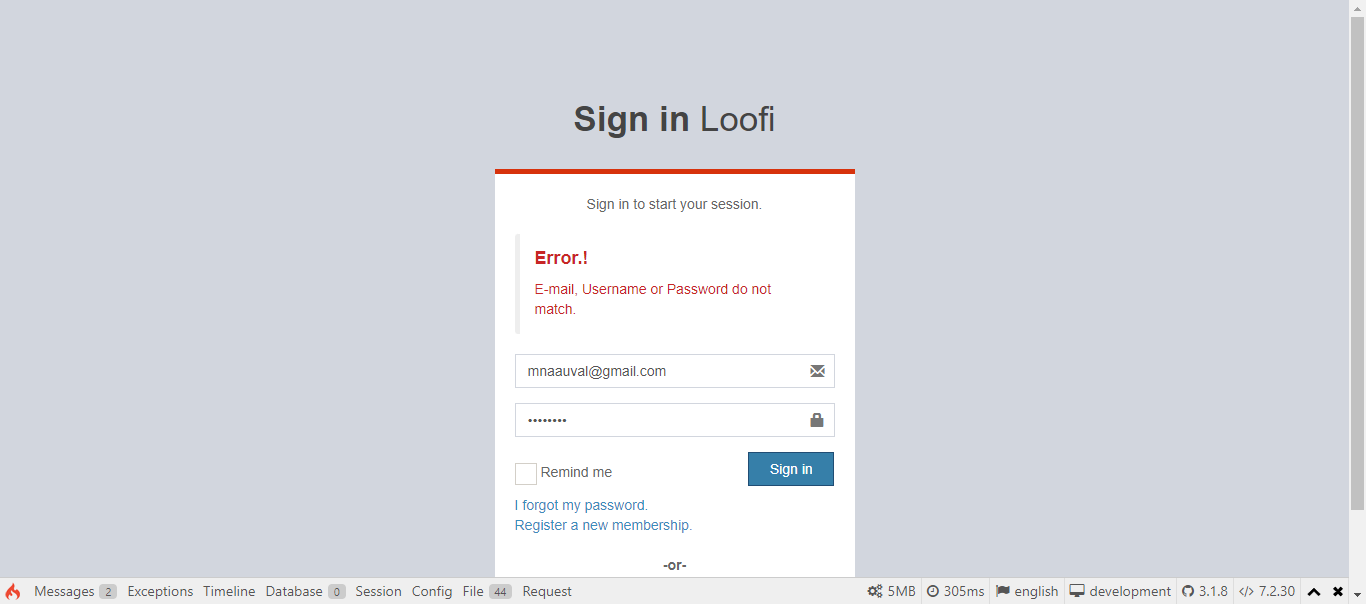 Sign in Loofi
Sign in to start your session.
Error.!
E-mail, Username or Password do not
match.
mnaauval@gmail.com
••••••••
Remind me
Sign in
I forgot my password.
Register a new membership.
-or-
Messages 2 Exceptions Timeline Database 0 Session Config File 44 Request 5MB 305ms english development 3.1.8 7.2.30